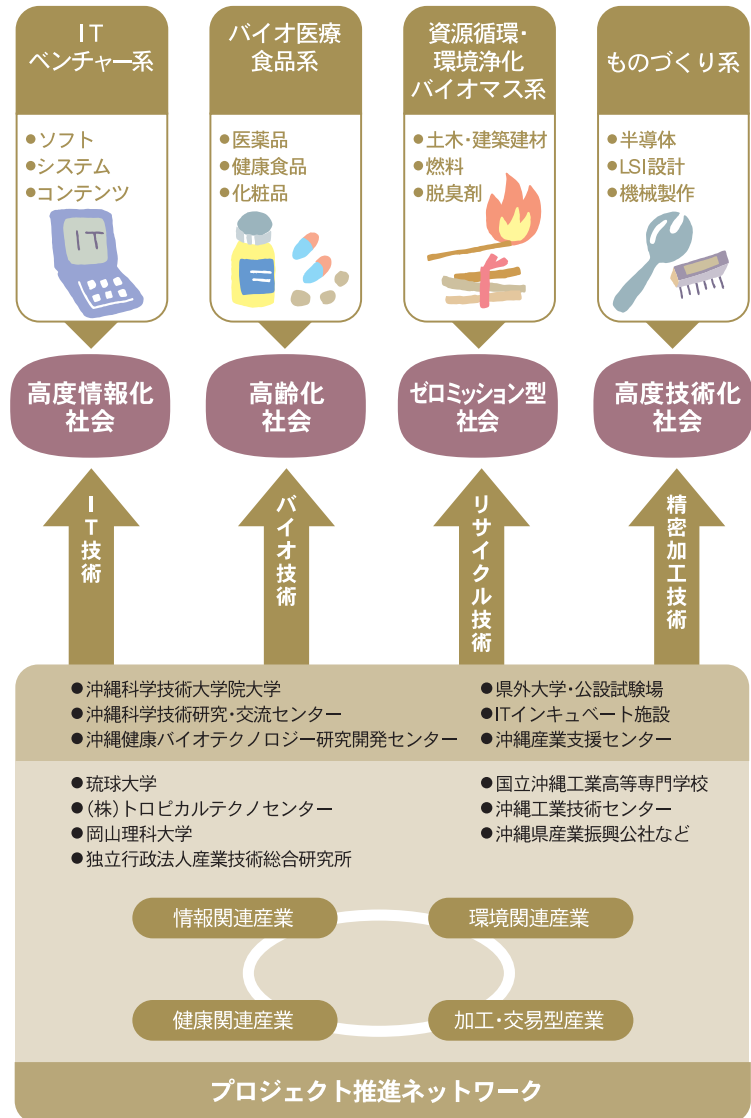 IT
ベンチャー系
●ソフト
●システム
●コンテンツ
IT
バイオ医療
食品系
●医薬品
●健康食品
●化粧品
資源循環・
環境浄化
バイオマス系
●土木・建築建材
●燃料
●脱臭剤
ものづくり系
●半導体
●LSI設計
●機械製作
高度情報化
社会
高齢化
社会
ゼロミッション型
社会
高度技術化
社会
IT技術
バイオ技術
リサイクル技術
精密加工技術
●沖縄科学技術大学院大学
●沖縄科学技術研究・交流センター
●沖縄健康バイオテクノロジー研究開発センター
●県外大学・公設試験場
●ITインキュベート施設
●沖縄産業支援センター
●琉球大学
●(株)トロピカルテクノセンター
●岡山理科大学
●独立行政法人産業技術総合研究所
●国立沖縄工業高等専門学校
●沖縄工業技術センター
●沖縄県産業振興公社など
情報関連産業
環境関連産業
健康関連産業
加工・交易型産業
プロジェクト推進ネットワーク